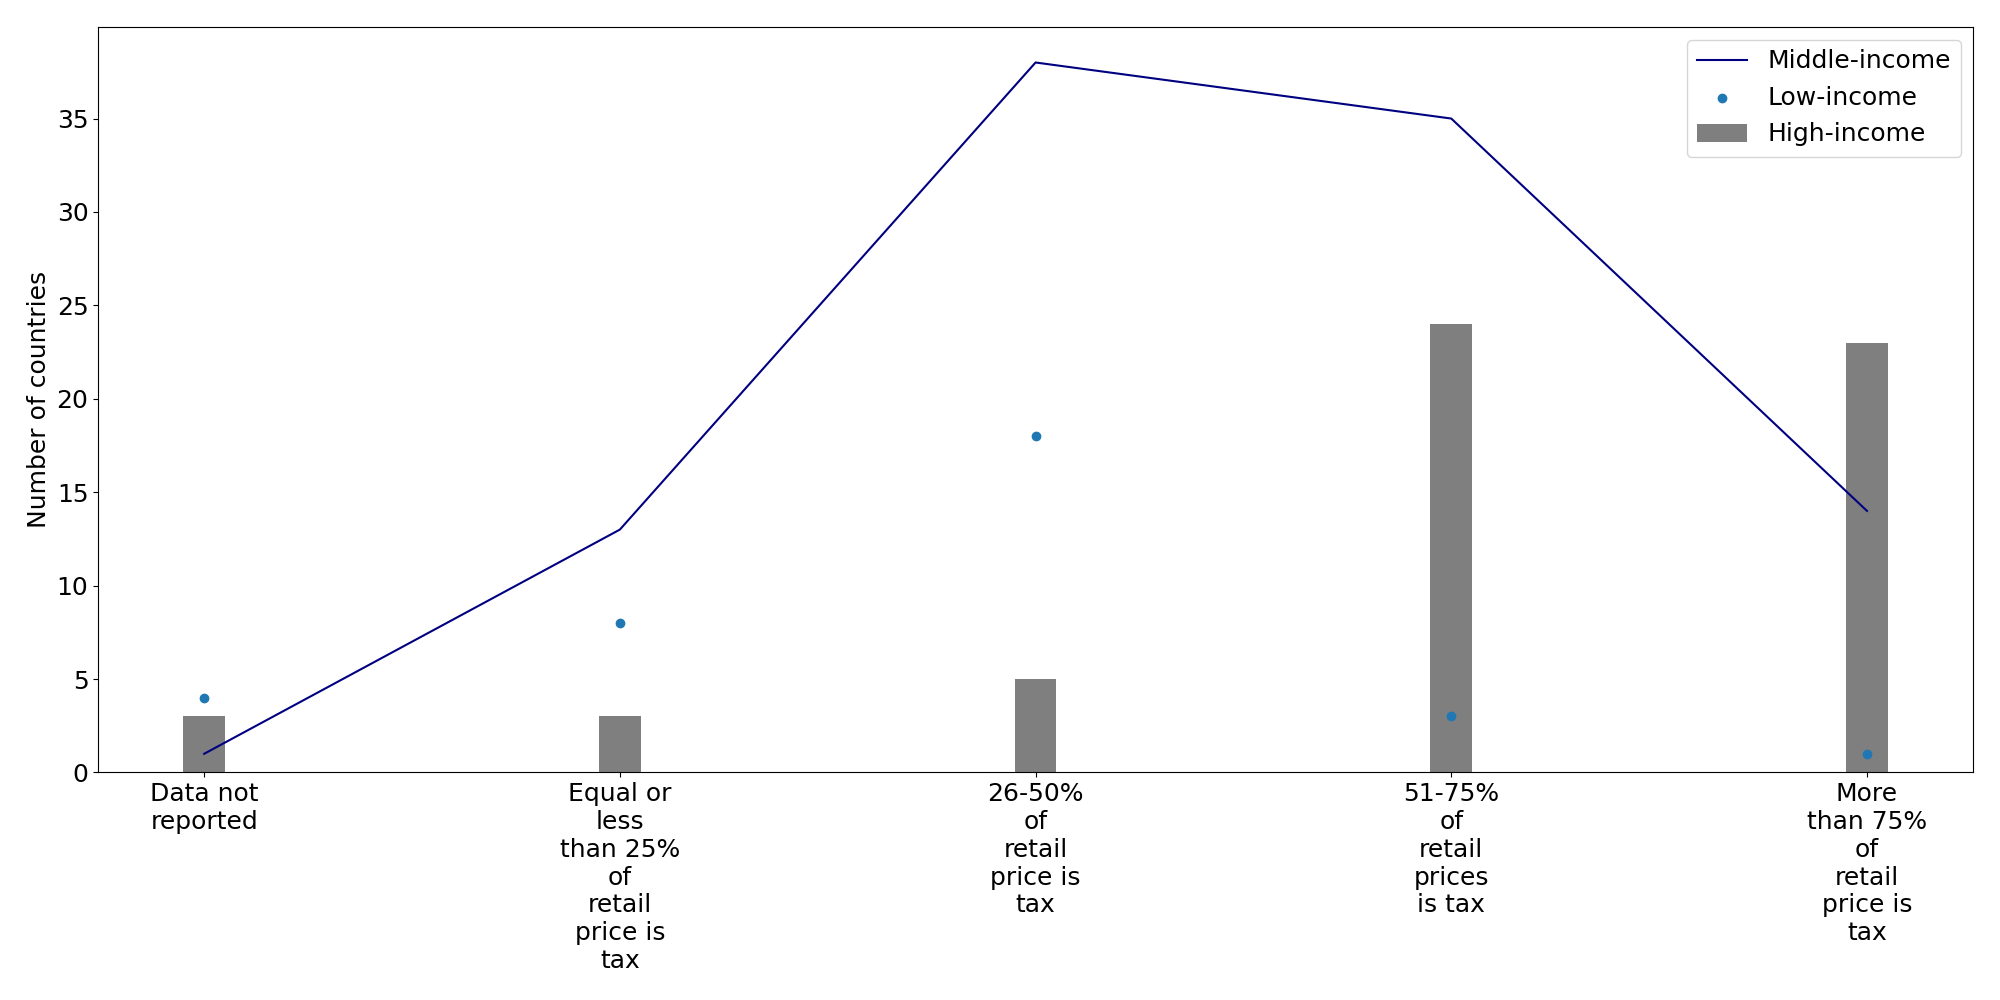 Middle-income
Low-income
High-income
Number of countries
35
30
25
20
15
10
5
0
Data not
reported
Equal or
less
than 25%
of
retail
price is
tax
26-50%
of
retail
price is
tax
51-75%
of
retail
prices
is tax
More
than 75%
of
retail
price is
tax